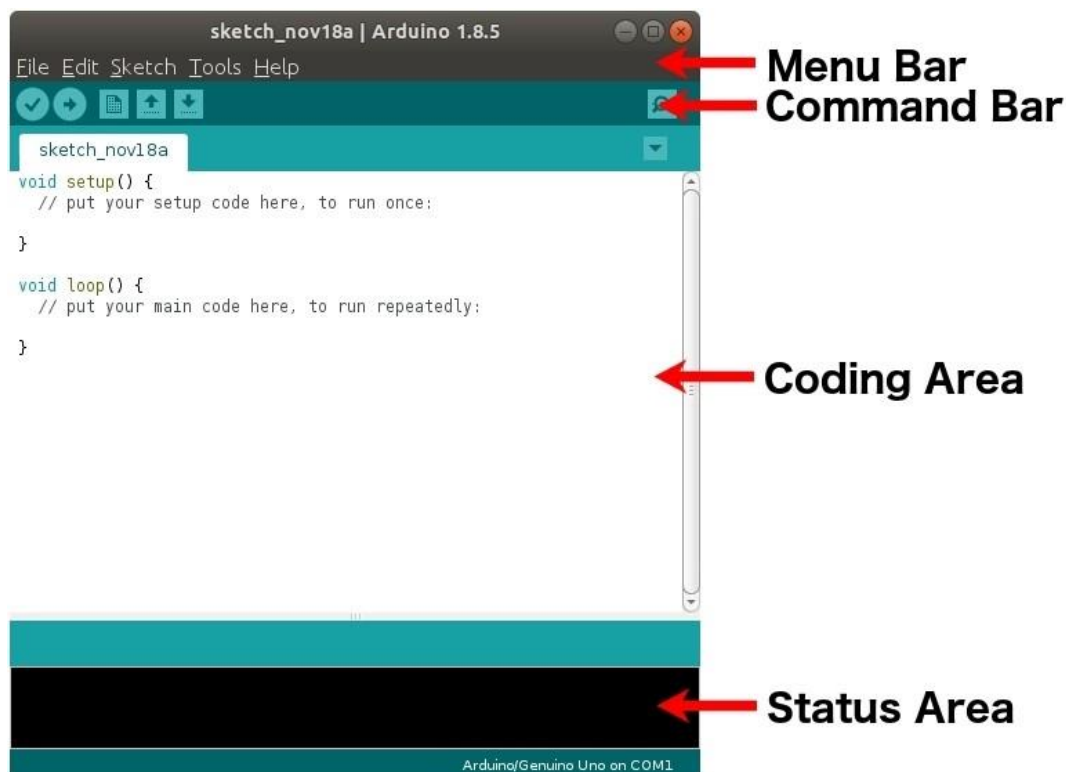 sketch_nov18a | Arduino 1.8.5
File Edit Sketch Tools Help
Menu Bar
Command Bar
sketch_nov18a
void setup() {
  // put your setup code here, to run once:
}
void loop() {
  // put your main code here, to run repeatedly:
}
Coding Area
Status Area
Arduino/Genuino Uno on COM1